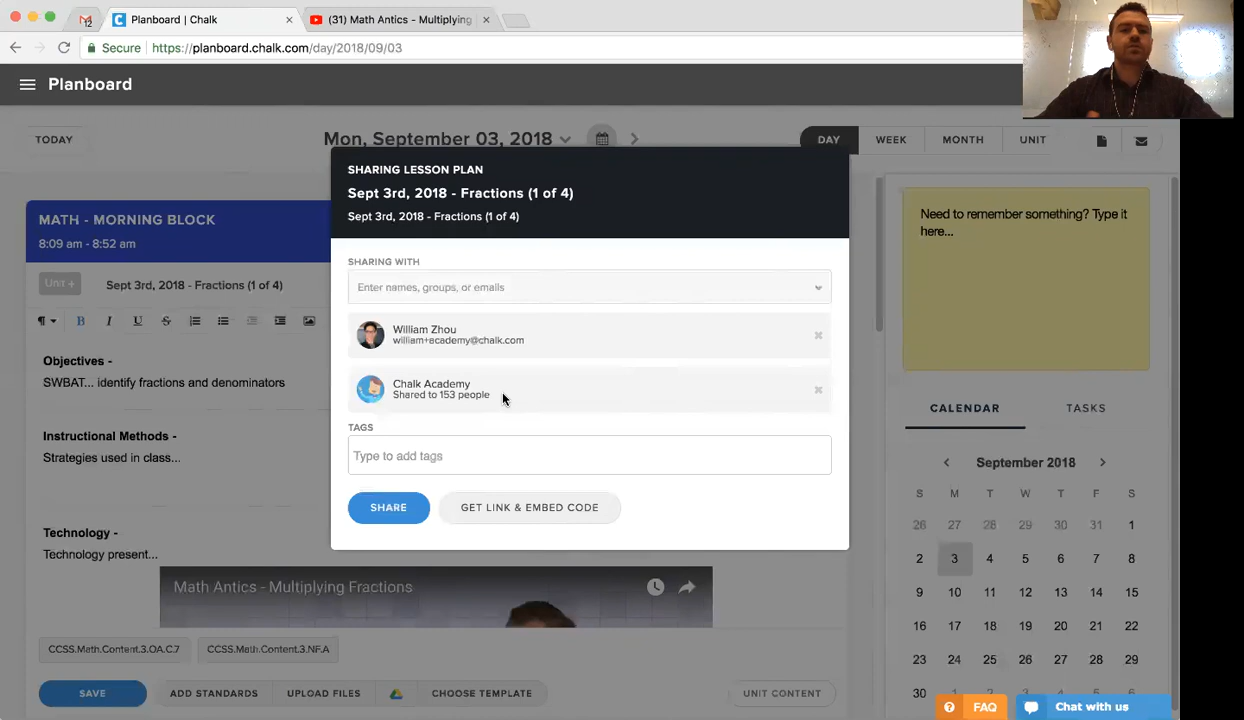 12
Planboard | Chalk
(31) Math Antics - Multiplying
Secure
https://planboard.chalk.com/day/2018/09/03
Planboard
TODAY
Mon, September 03, 2018
DAY
WEEK
MONTH
UNIT
MATH - MORNING BLOCK
8:09 am - 8:52 am
Unit +
Sept 3rd, 2018 - Fractions (1 of 4)
B I U S
Objectives -
SWBAT... identify fractions and denominators
Instructional Methods -
Strategies used in class...
Technology -
Technology present...
Math Antics - Multiplying Fractions
CCSS.Math.Content.3.OA.C.7
CCSS.Math.Content.3.NF.A
SAVE
ADD STANDARDS
UPLOAD FILES
CHOOSE TEMPLATE
UNIT CONTENT
SHARING LESSON PLAN
Sept 3rd, 2018 - Fractions (1 of 4)
Sept 3rd, 2018 - Fractions (1 of 4)
SHARING WITH
Enter names, groups, or emails
William Zhou
william+academy@chalk.com
Chalk Academy
Shared to 153 people
TAGS
Type to add tags
SHARE
GET LINK & EMBED CODE
Need to remember something? Type it
here...
CALENDAR
TASKS
September 2018
S M T W T F S
26 27 28 29 30 31 1
2 3 4 5 6 7 8
9 10 11 12 13 14 15
16 17 18 19 20 21 22
23 24 25 26 27 28 29
30 1 2 3 4 5 6
FAQ
Chat with us